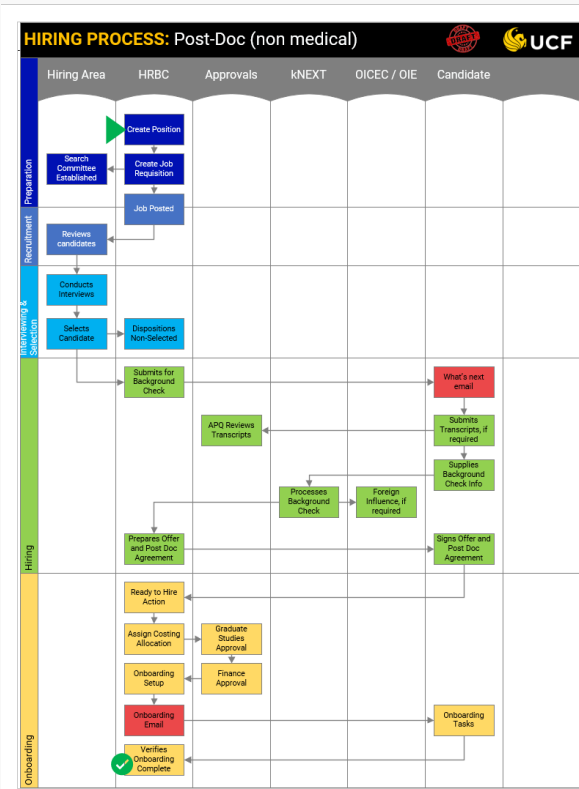 HIRING PROCESS: Post-Doc (non medical)
DRAFT
UCF
Hiring Area
HRBC
Approvals
kNEXT
OICEC / OIE
Candidate
Preparation
Create Position
Search
Committee
Established
Create Job
Requisition
Job Posted
Recruitment
Reviews
candidates
Interviewing &
Selection
Conducts
Interviews
Selects
Candidate
Dispositions
Non-Selected
Hiring
Submits for
Background
Check
What's next
email
APQ Reviews
Transcripts
Submits
Transcripts, if
required
Supplies
Background
Check Info
Processes
Background
Check
Foreign
Influence, if
required
Prepares Offer
and Post Doc
Agreement
Signs Offer and
Post Doc
Agreement
Onboarding
Ready to Hire
Action
Assign Costing
Allocation
Graduate
Studies
Approval
Onboarding
Setup
Finance
Approval
Onboarding
Email
Onboarding
Tasks
Verifies
Onboarding
Complete